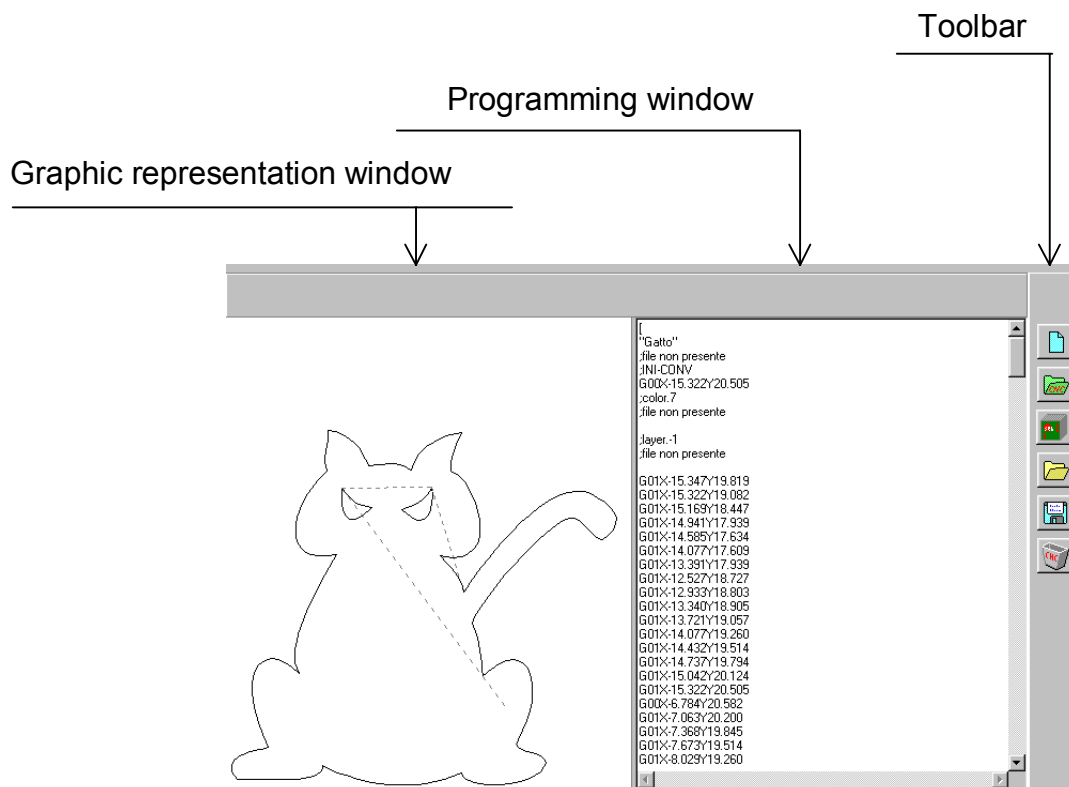 Toolbar
Programming window
Graphic representation window
[
"Gatto"
;file non presente
;INI-CONV
G00X-15.322Y20.505
;color.7
;file non presente
;layer.-1
;file non presente
G01X-15.347Y19.819
G01X-15.322Y19.082
G01X-15.169Y18.447
G01X-14.941Y17.939
G01X-14.585Y17.634
G01X-14.077Y17.609
G01X-13.391Y17.939
G01X-12.527Y18.727
G01X-12.933Y18.803
G01X-13.340Y18.905
G01X-13.721Y19.057
G01X-14.077Y19.260
G01X-14.432Y19.514
G01X-14.737Y19.794
G01X-15.042Y20.124
G01X-15.322Y20.505
G00X-6.784Y20.582
G01X-7.063Y20.200
G01X-7.368Y19.845
G01X-7.673Y19.514
G01X-8.029Y19.260
CNC
CNC